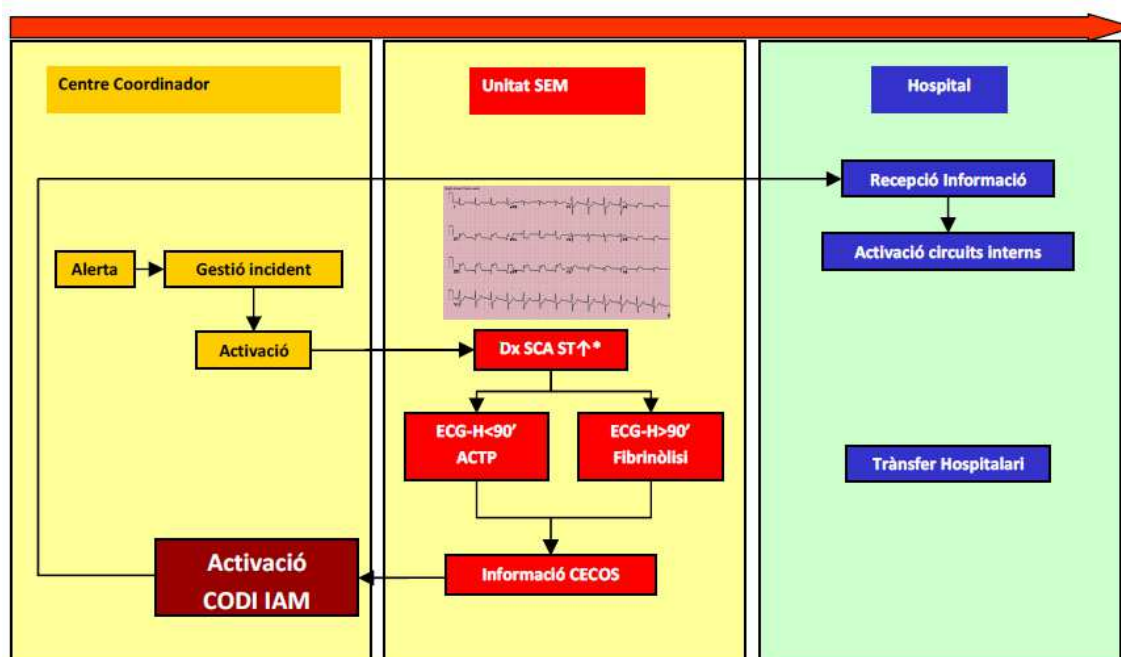 Centre Coordinador
Unitat SEM
Hospital
Recepció Informació
Activació circuits interns
Alerta
Gestió incident
Activació
Dx SCA ST↑*
ECG-H<90'
ACTP
ECG-H>90'
Fibrinòlisi
Trànsfer Hospitalari
Informació CECOS
Activació
CODI IAM